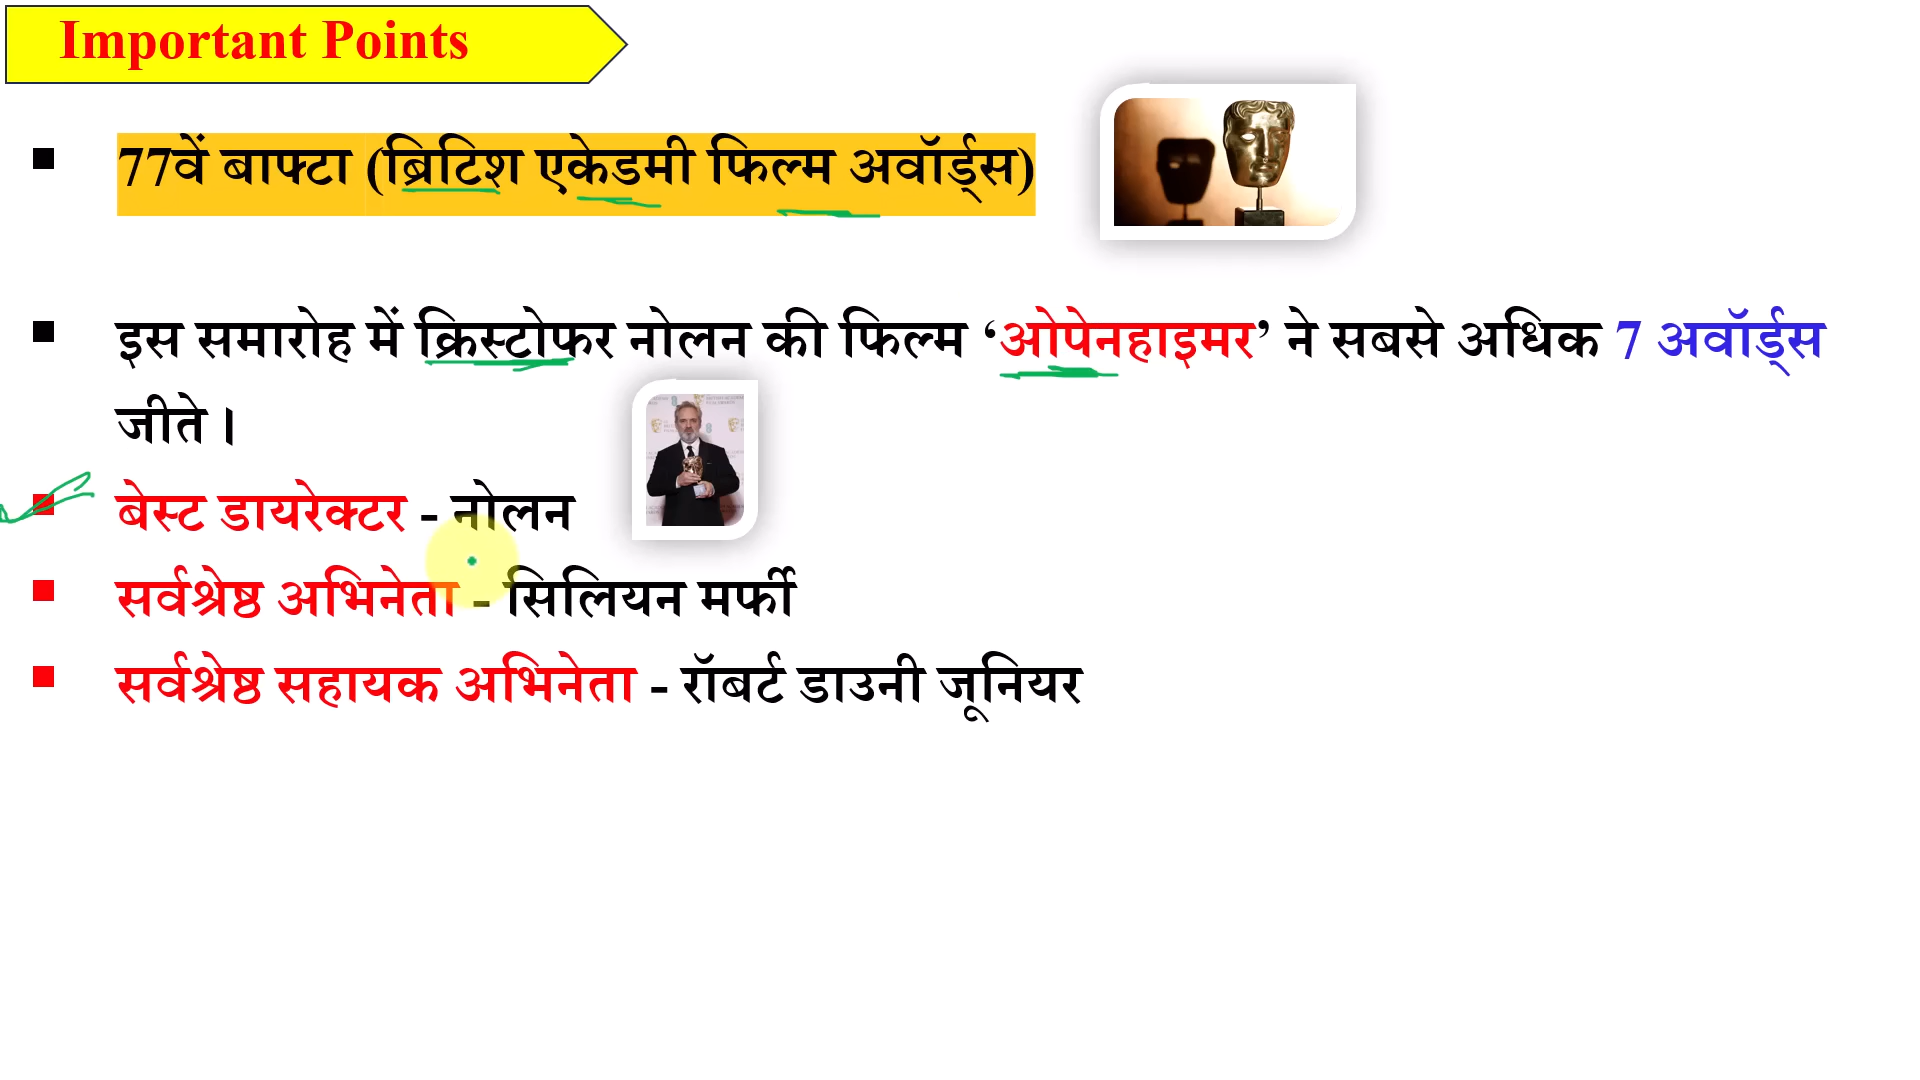 Important Points
77वें बाफ्टा (ब्रिटिश एकेडमी फिल्म अवॉर्ड्स)
इस समारोह में क्रिस्टोफर नोलन की फिल्म ‘ओपेनहाइमर’ ने सबसे अधिक 7 अवॉर्ड्स
जीते।
बेस्ट डायरेक्टर - नोलन
सर्वश्रेष्ठ अभिनेता - सिलियन मर्फी
सर्वश्रेष्ठ सहायक अभिनेता - रॉबर्ट डाउनी जूनियर